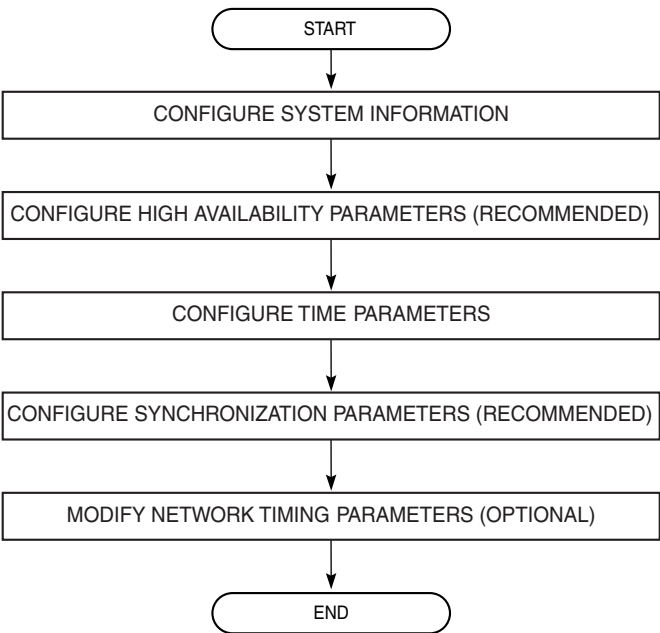 START
CONFIGURE SYSTEM INFORMATION
CONFIGURE HIGH AVAILABILITY PARAMETERS (RECOMMENDED)
CONFIGURE TIME PARAMETERS
CONFIGURE SYNCHRONIZATION PARAMETERS (RECOMMENDED)
MODIFY NETWORK TIMING PARAMETERS (OPTIONAL)
END